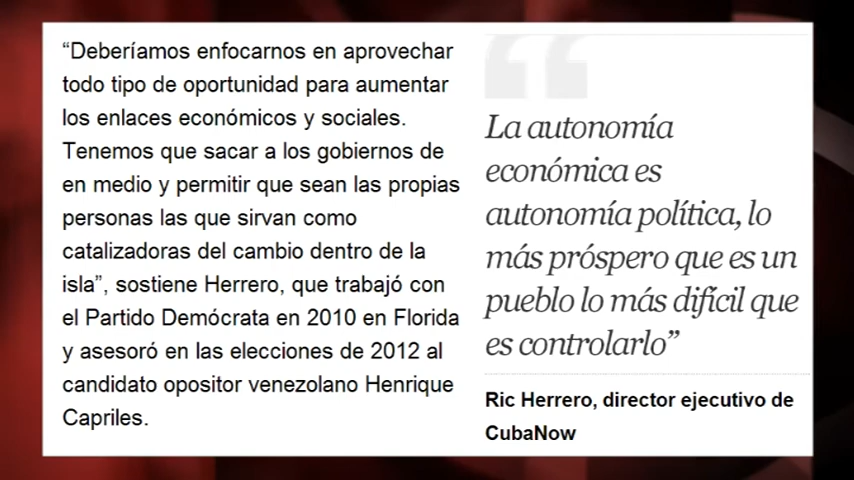 “Deberíamos enfocarnos en aprovechar
todo tipo de oportunidad para aumentar
los enlaces económicos y sociales.
Tenemos que sacar a los gobiernos de
en medio y permitir que sean las propias
personas las que sirvan como
catalizadoras del cambio dentro de la
isla”, sostiene Herrero, que trabajó con
el Partido Demócrata en 2010 en Florida
y asesoró en las elecciones de 2012 al
candidato opositor venezolano Henrique
Capriles.
“
La autonomía
económica es
autonomía política, lo
más próspero que es un
pueblo lo más difícil que
es controlarlo”
Ric Herrero, director ejecutivo de
CubaNow